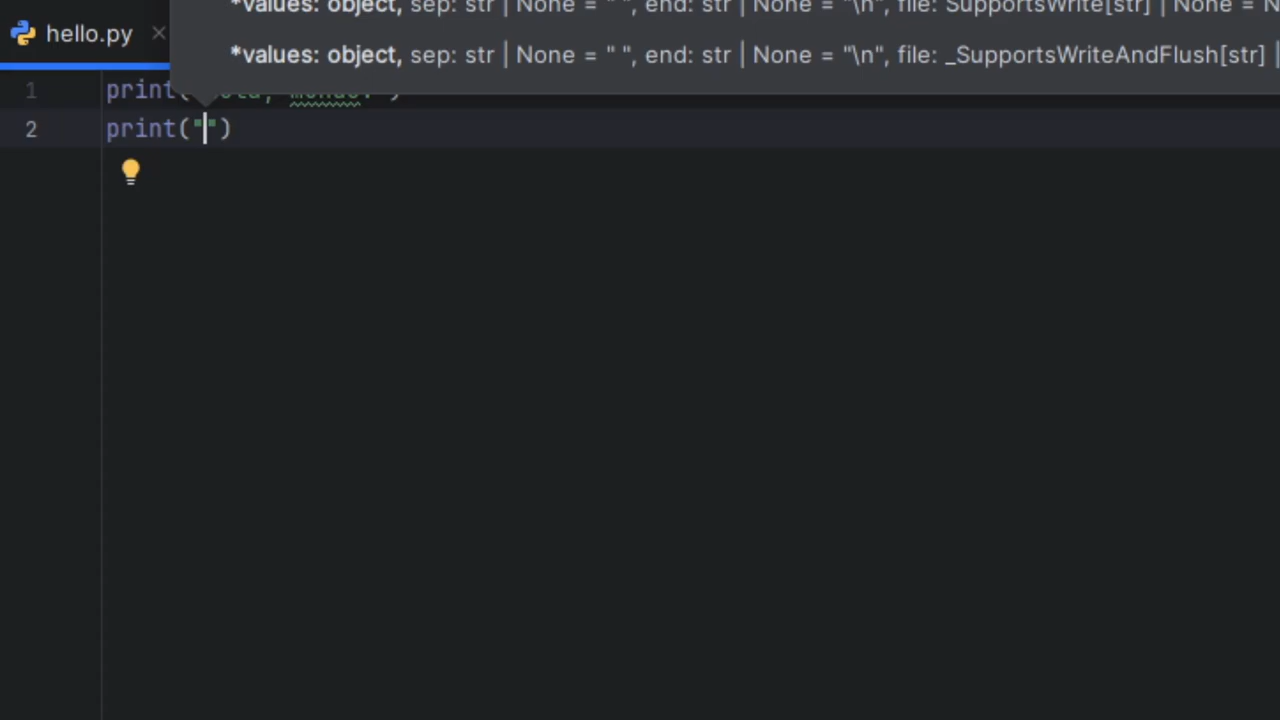 *values: object, sep: str | None = " ", end: str | None = "\n", file: SupportsWrite[str] | None = N
hello.py
*values: object, sep: str | None = " ", end: str | None = "\n", file: _SupportsWriteAndFlush[str] |
1 print(
2 print("")